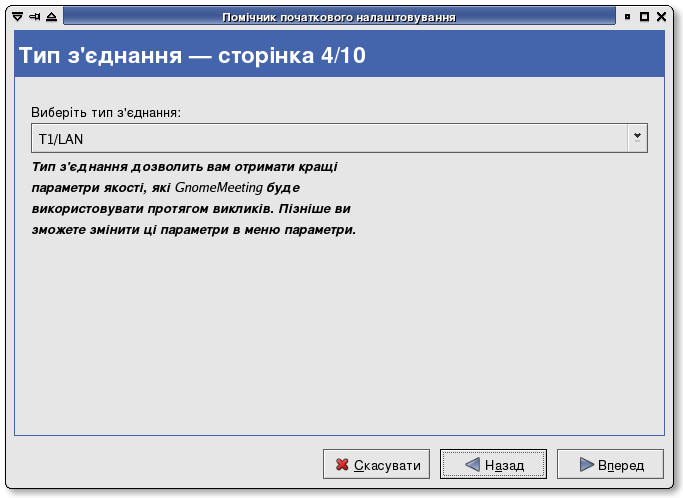 Помічник початкового налаштовування
Тип з'єднання — сторінка 4/10
Виберіть тип з'єднання:
T1/LAN
Тип з'єднання дозволить вам отримати кращі
параметри якості, які GnomeMeeting буде
використовувати протягом викликів. Пізніше ви
зможете змінити ці параметри в меню параметри.
Скасувати
Назад
Вперед